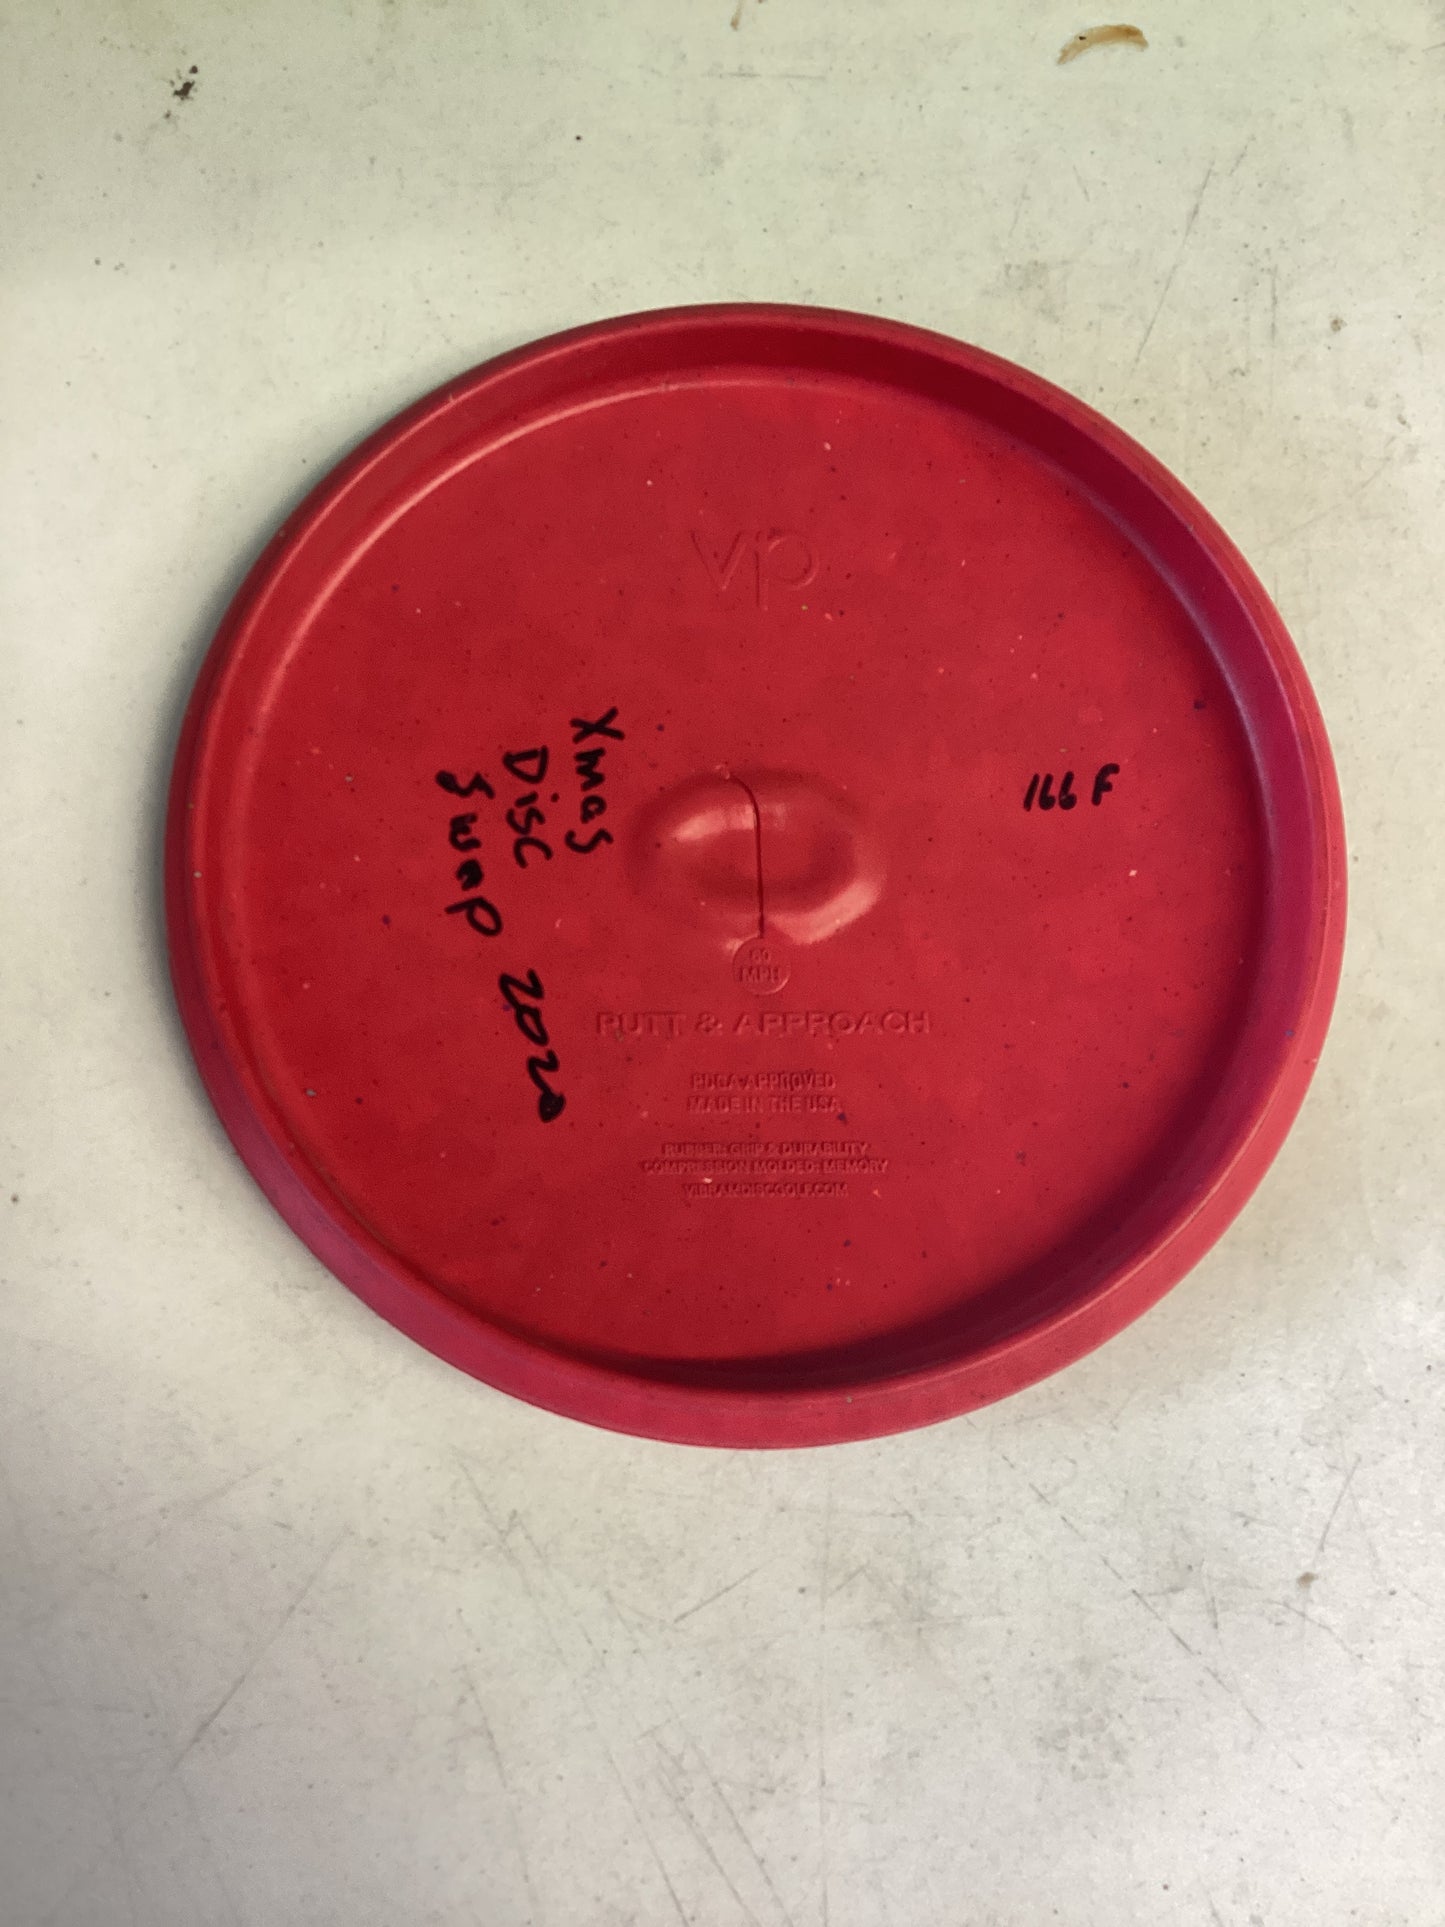 VP
Xmas
Disc
Swap 2020
166 F
60
MPH
PUTT & APPROACH
PDGA APPROVED
MADE IN THE USA
RUBBER: GRIP & DURABILITY
COMPRESSION MOLDED: MEMORY
VIBRAMDISCGOLF.COM